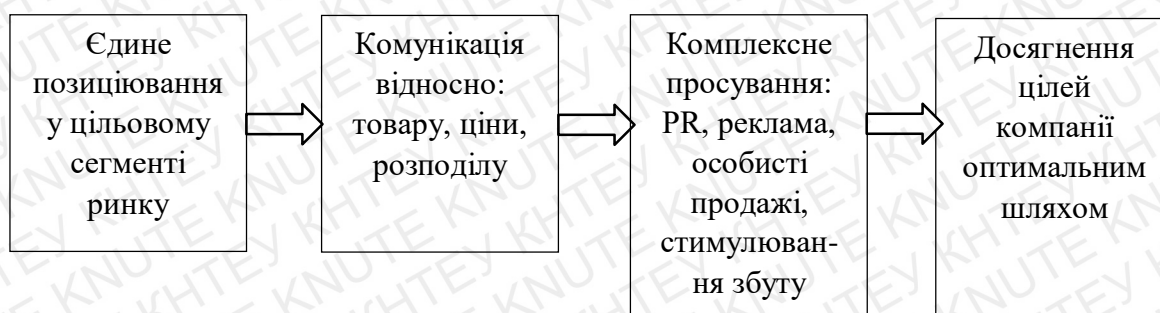 Єдине
позиціювання
у цільовому
сегменті
ринку
Комунікація
відносно:
товару, ціни,
розподілу
Комплексне
просування:
PR, реклама,
особисті
продажі,
стимулюван-
ня збуту
Досягнення
цілей
компанії
оптимальним
шляхом